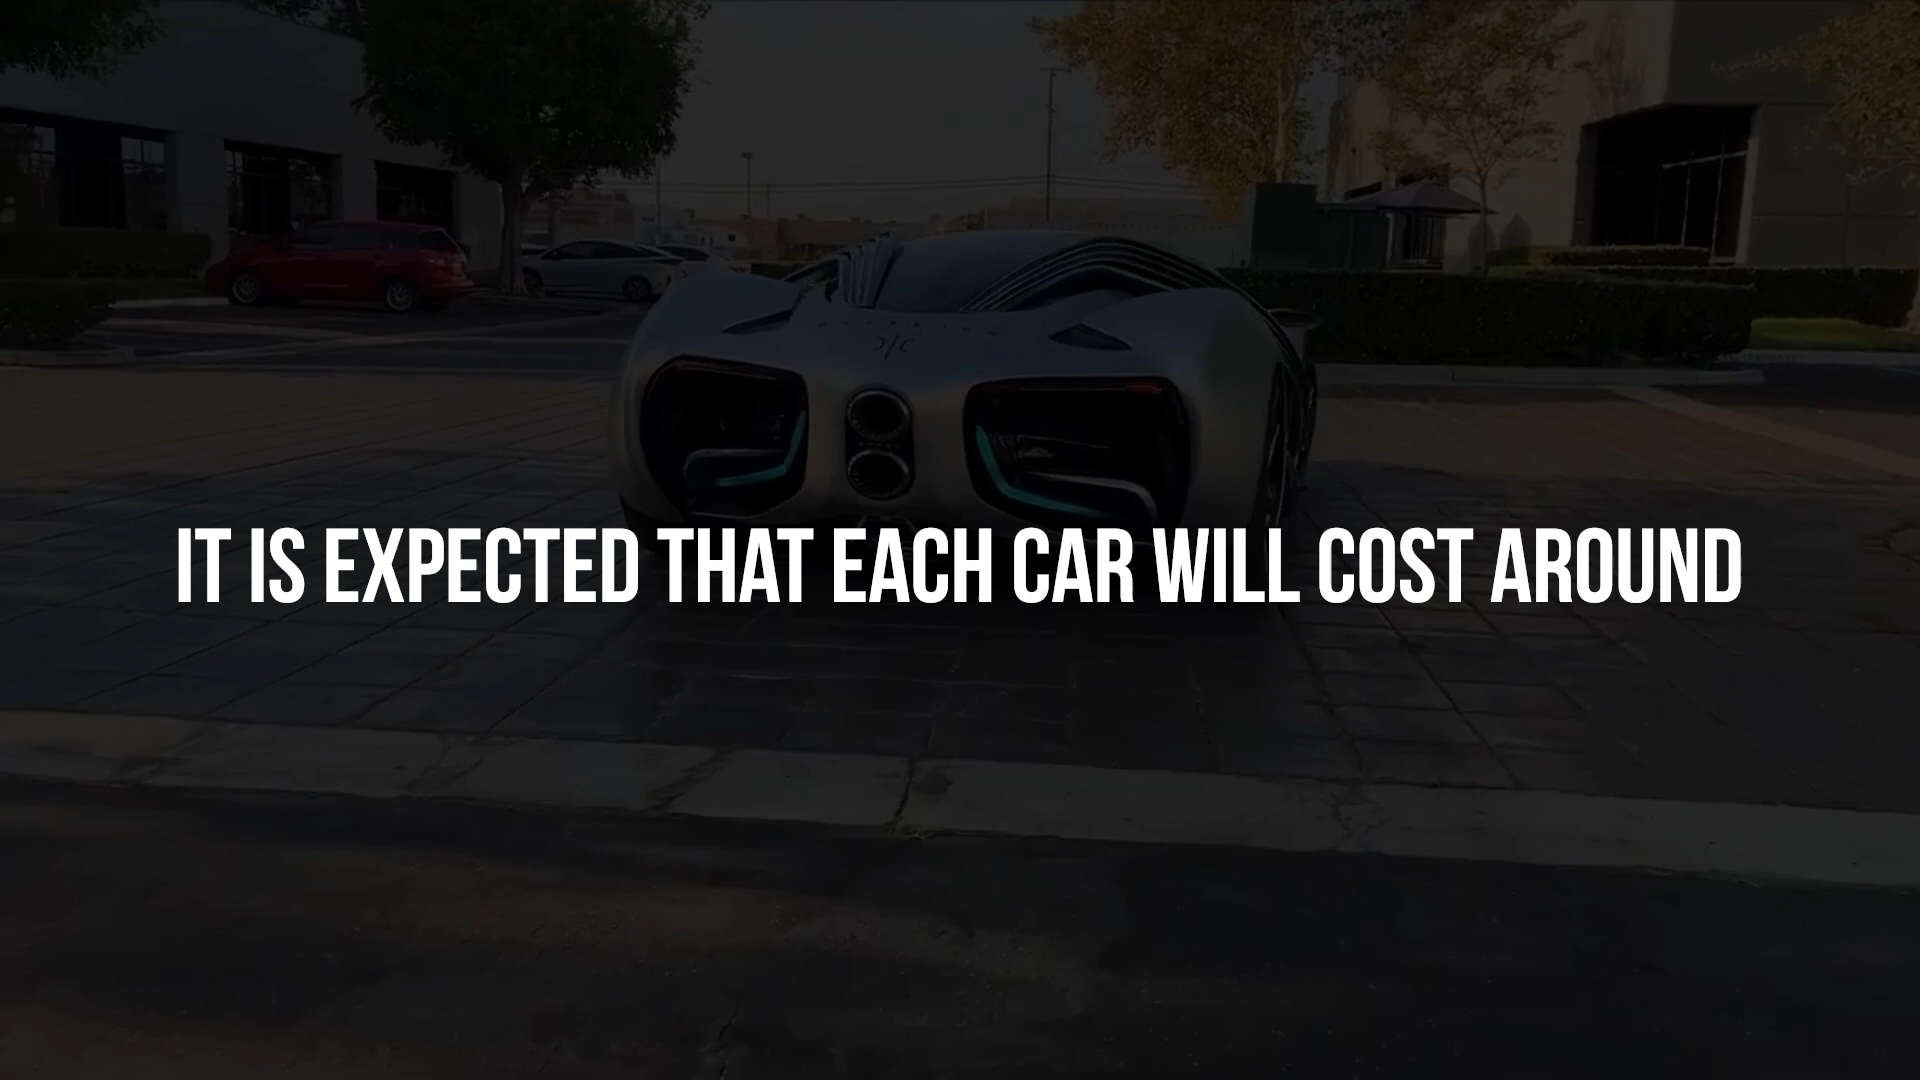 IT IS EXPECTED THAT EACH CAR WILL COST AROUND